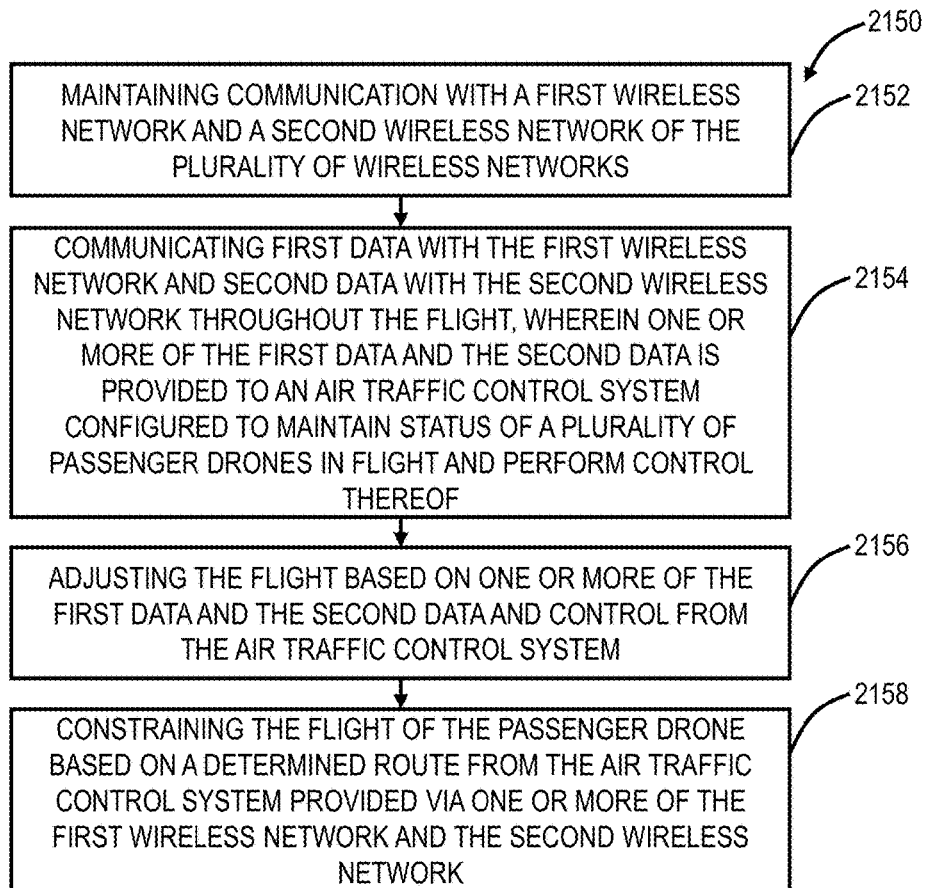 2150
MAINTAINING COMMUNICATION WITH A FIRST WIRELESS
NETWORK AND A SECOND WIRELESS NETWORK OF THE
PLURALITY OF WIRELESS NETWORKS
2152
COMMUNICATING FIRST DATA WITH THE FIRST WIRELESS
NETWORK AND SECOND DATA WITH THE SECOND WIRELESS
NETWORK THROUGHOUT THE FLIGHT, WHEREIN ONE OR
MORE OF THE FIRST DATA AND THE SECOND DATA IS
PROVIDED TO AN AIR TRAFFIC CONTROL SYSTEM
CONFIGURED TO MAINTAIN STATUS OF A PLURALITY OF
PASSENGER DRONES IN FLIGHT AND PERFORM CONTROL
THEREOF
2154
ADJUSTING THE FLIGHT BASED ON ONE OR MORE OF THE
FIRST DATA AND THE SECOND DATA AND CONTROL FROM
THE AIR TRAFFIC CONTROL SYSTEM
2156
CONSTRAINING THE FLIGHT OF THE PASSENGER DRONE
BASED ON A DETERMINED ROUTE FROM THE AIR TRAFFIC
CONTROL SYSTEM PROVIDED VIA ONE OR MORE OF THE
FIRST WIRELESS NETWORK AND THE SECOND WIRELESS
NETWORK
2158